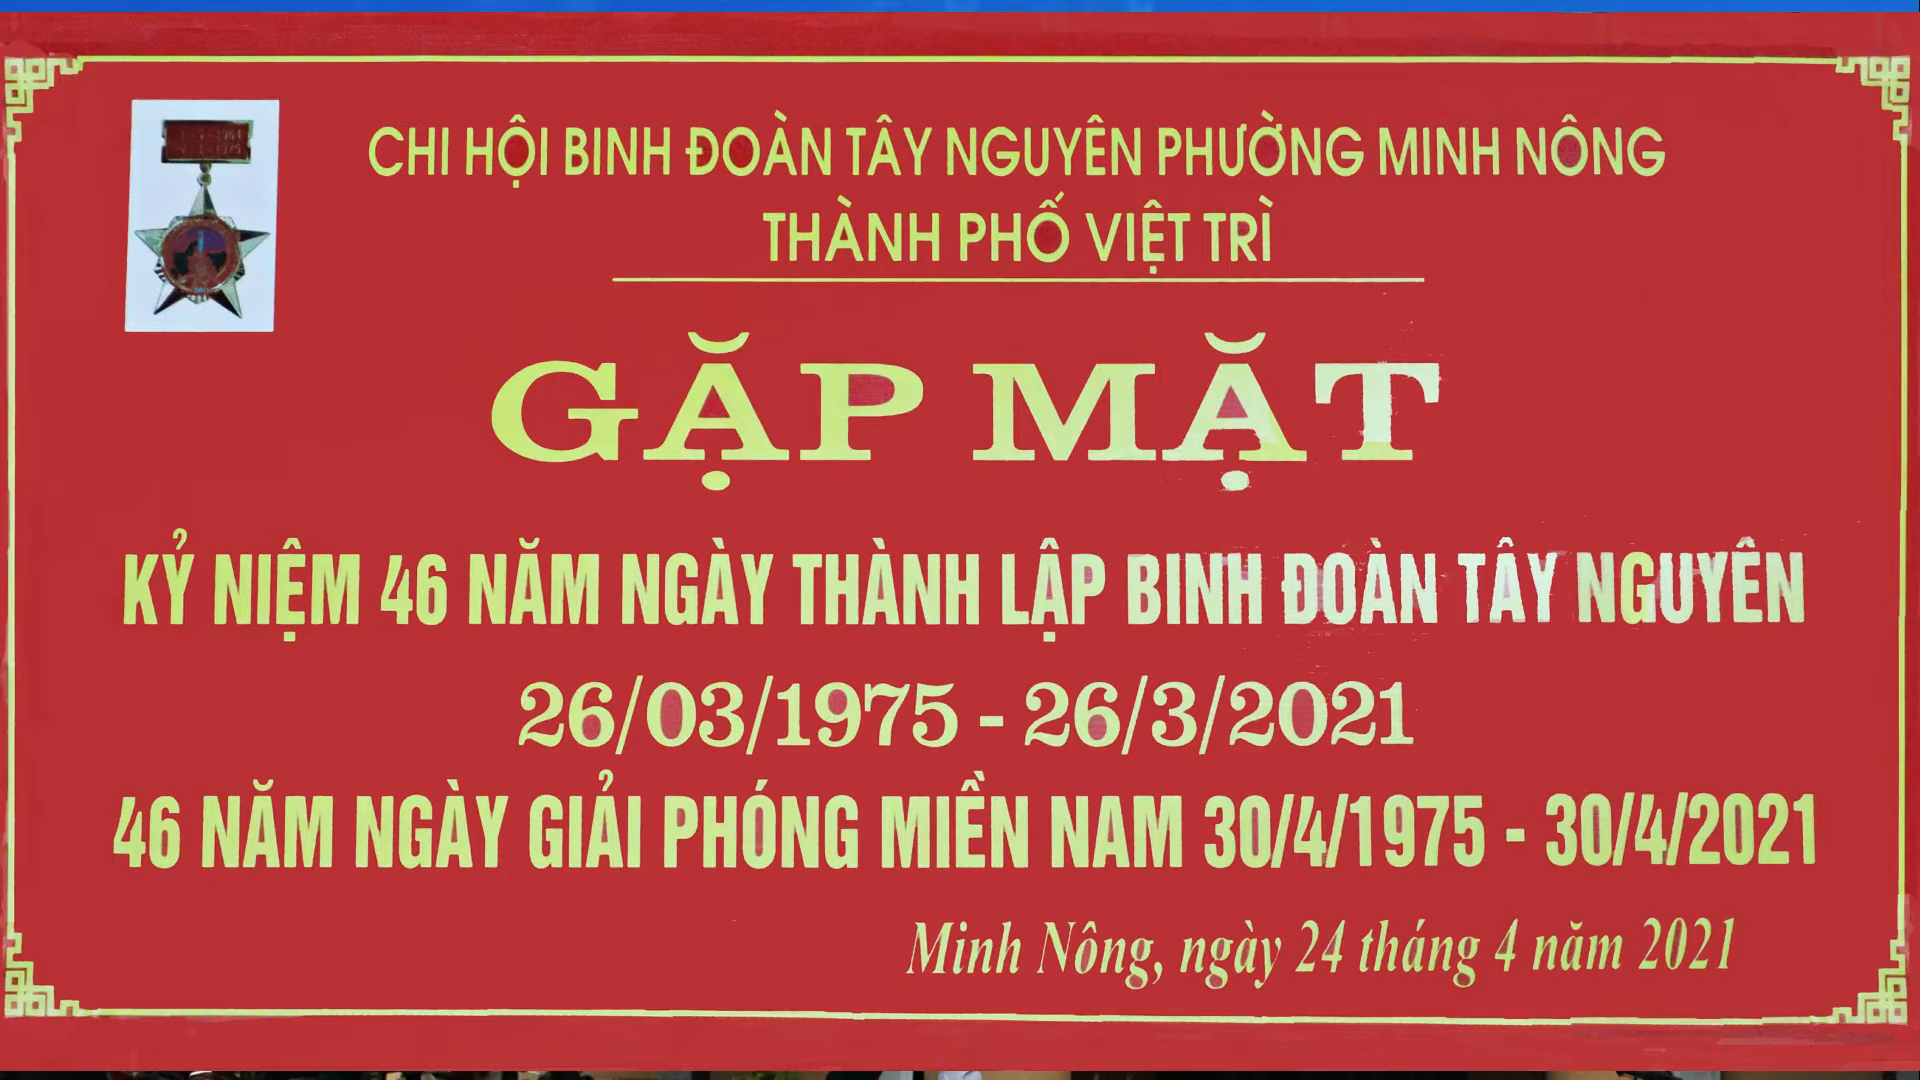 CHI HỘI BINH ĐOÀN TÂY NGUYÊN PHƯỜNG MINH NÔNG
THÀNH PHỐ VIỆT TRÌ
GẶP MẶT
KỶ NIỆM 46 NĂM NGÀY THÀNH LẬP BINH ĐOÀN TÂY NGUYÊN
26/03/1975 - 26/3/2021
46 NĂM NGÀY GIẢI PHÓNG MIỀN NAM 30/4/1975 - 30/4/2021
Minh Nông, ngày 24 tháng 4 năm 2021